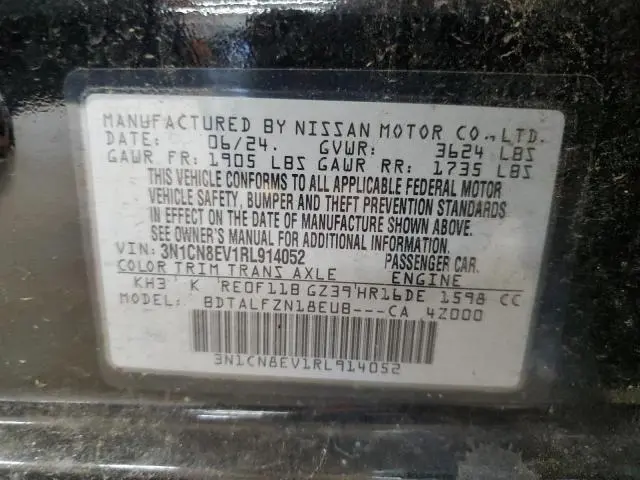 MANUFACTURED BY NISSAN MOTOR CO., LTD.
DATE: 06/24. GVWR: 3624 LBS
GAWR FR: 1905 LBS GAWR RR: 1735 LBS
THIS VEHICLE CONFORMS TO ALL APPLICABLE FEDERAL MOTOR
VEHICLE SAFETY, BUMPER AND THEFT PREVENTION STANDARDS
IN EFFECT ON THE DATE OF MANUFACTURE SHOWN ABOVE.
SEE OWNER'S MANUAL FOR ADDITIONAL INFORMATION.
VIN: 3N1CN8EV1RL914052 PASSENGER CAR.
COLOR TRIM TRANS AXLE ENGINE
KH3 K RE0F11B GZ39 HR16DE 1598 CC
MODEL: BDTALFZN18EUB---CA 4Z000
3N1CN8EV1RL914052